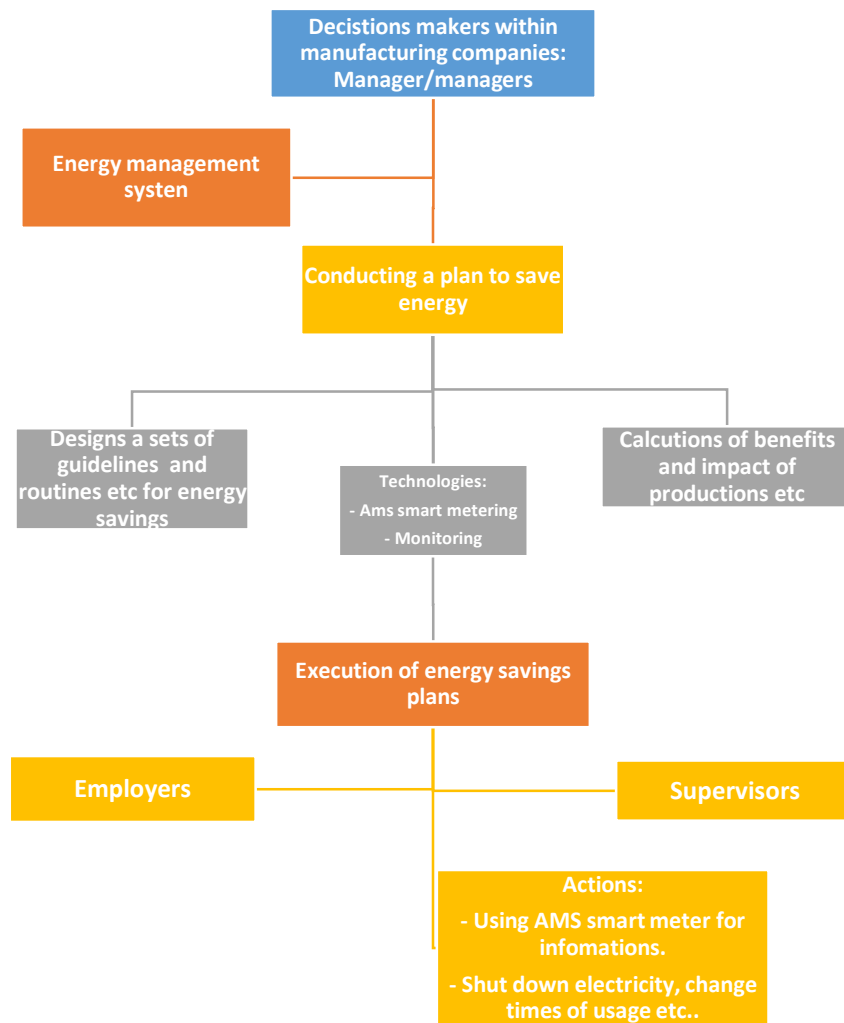 Decistions makers within
manufacturing companies:
Manager/managers
Energy management
systen
Conducting a plan to save
energy
Designs a sets of
guidelines and
routines etc for energy
savings
Technologies:
- Ams smart metering
- Monitoring
Calcutions of benefits
and impact of
productions etc
Execution of energy savings
plans
Employers
Supervisors
Actions:
- Using AMS smart meter for
infomations.
- Shut down electricity, change
times of usage etc..